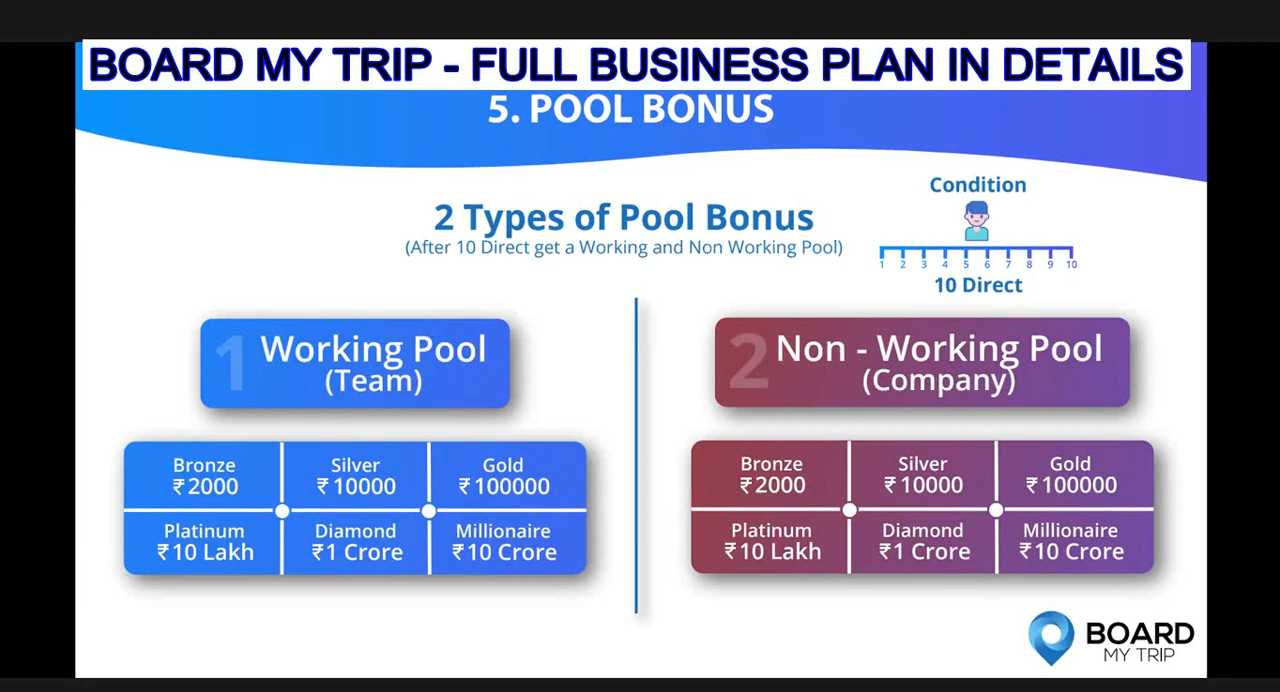 BOARD MY TRIP - FULL BUSINESS PLAN IN DETAILS
5. POOL BONUS
2 Types of Pool Bonus
(After 10 Direct get a Working and Non Working Pool)
Condition
1 2 3 4 5 6 7 8 9 10
10 Direct
1 Working Pool
(Team)
Bronze
₹2000
Silver
₹10000
Gold
₹100000
Platinum
₹10 Lakh
Diamond
₹1 Crore
Millionaire
₹10 Crore
2 Non - Working Pool
(Company)
Bronze
₹2000
Silver
₹10000
Gold
₹100000
Platinum
₹10 Lakh
Diamond
₹1 Crore
Millionaire
₹10 Crore
BOARD
MY TRIP